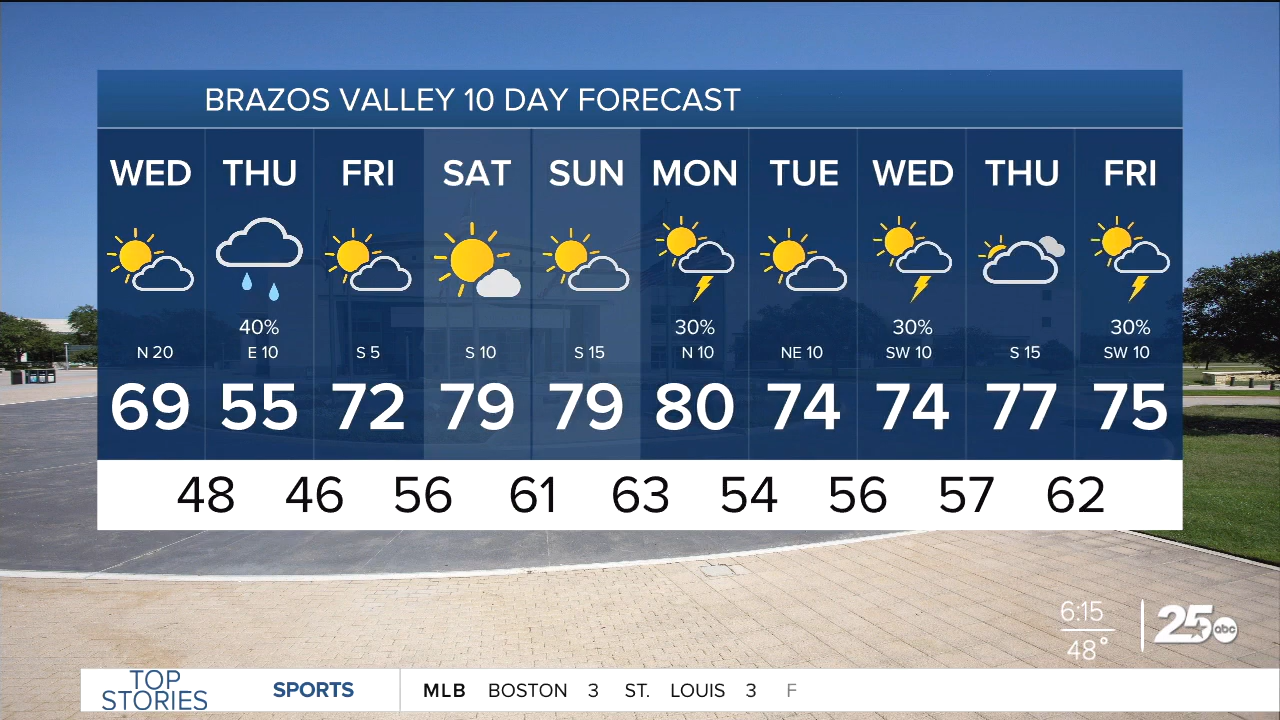 BRAZOS VALLEY 10 DAY FORECAST
WED THU FRI SAT SUN MON TUE WED THU FRI
40% 30% 30% 30%
N 20 E 10 S 5 S 10 S 15 N 10 NE 10 SW 10 S 15 SW 10
69 55 72 79 79 80 74 74 77 75
48 46 56 61 63 54 56 57 62
6:15
48°
25 abc
TOP STORIES SPORTS MLB BOSTON 3 ST. LOUIS 3 F